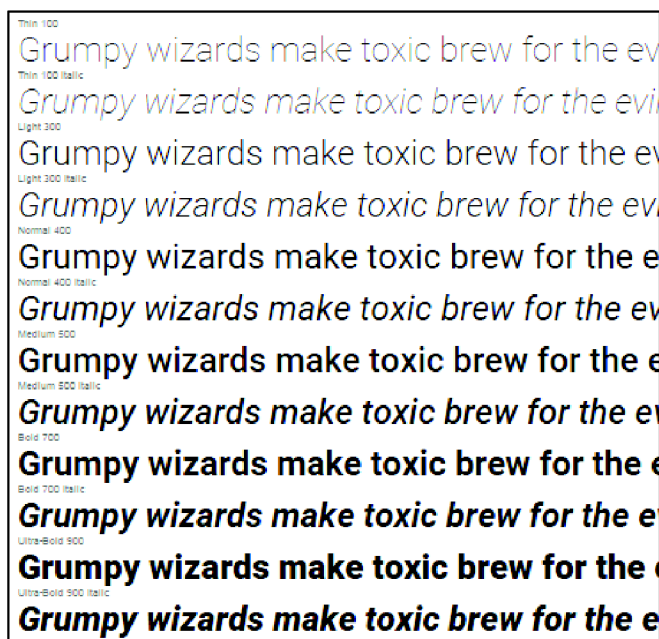 Thin 100
Grumpy wizards make toxic brew for the ev
Thin 100 Italic
Grumpy wizards make toxic brew for the evil
Light 300
Grumpy wizards make toxic brew for the ev
Light 300 Italic
Grumpy wizards make toxic brew for the evi
Normal 400
Grumpy wizards make toxic brew for the e
Normal 400 Italic
Grumpy wizards make toxic brew for the ev
Medium 500
Grumpy wizards make toxic brew for the e
Medium 500 Italic
Grumpy wizards make toxic brew for the ev
Bold 700
Grumpy wizards make toxic brew for the e
Bold 700 Italic
Grumpy wizards make toxic brew for the e
Ultra-Bold 900
Grumpy wizards make toxic brew for the
Ultra-Bold 900 Italic
Grumpy wizards make toxic brew for the e